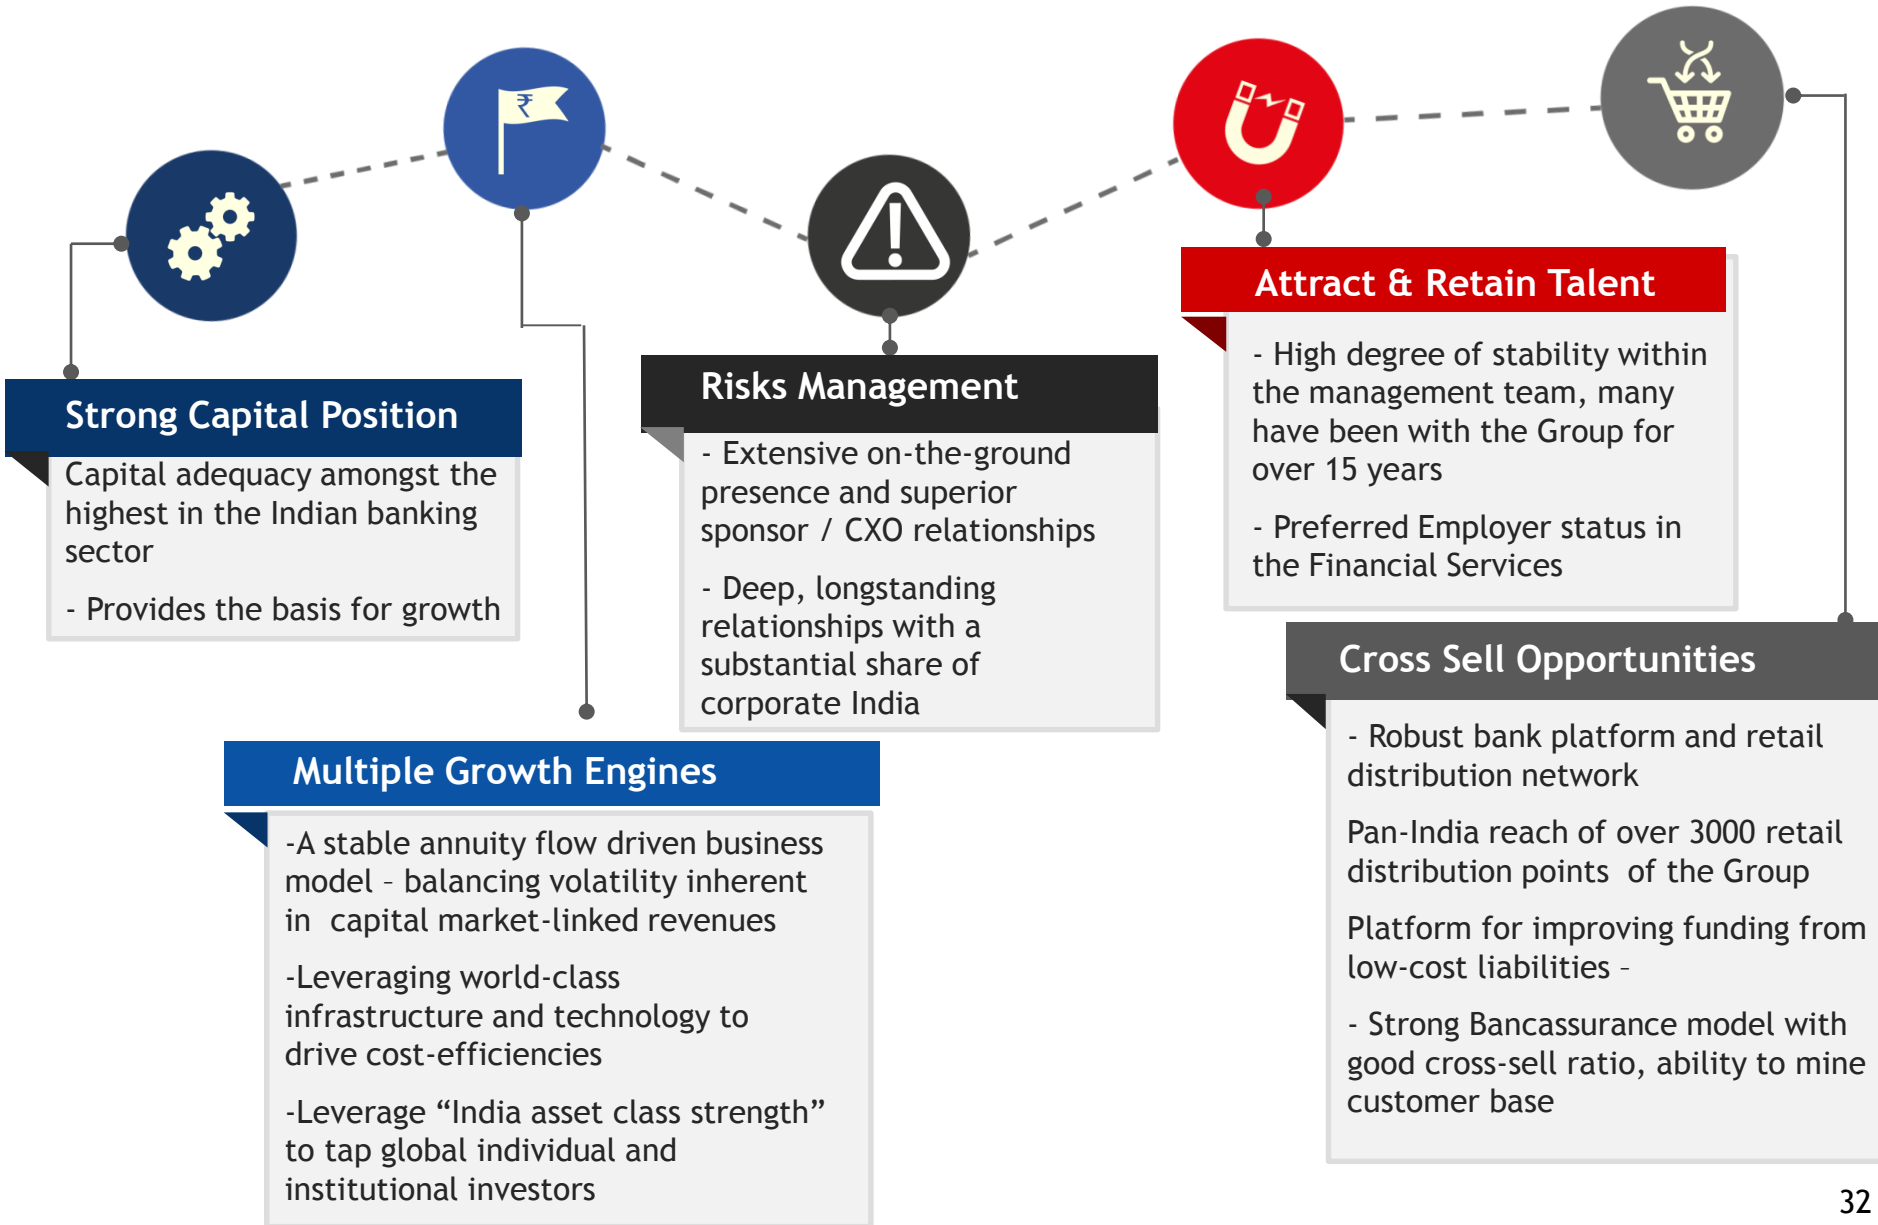 ₹
Strong Capital Position
Capital adequacy amongst the
highest in the Indian banking
sector
- Provides the basis for growth
Multiple Growth Engines
-A stable annuity flow driven business
model – balancing volatility inherent
in  capital market-linked revenues
-Leveraging world-class
infrastructure and technology to
drive cost-efficiencies
-Leverage “India asset class strength”
to tap global individual and
institutional investors
Risks Management
- Extensive on-the-ground
presence and superior
sponsor / CXO relationships
- Deep, longstanding
relationships with a
substantial share of
corporate India
Attract & Retain Talent
- High degree of stability within
the management team, many
have been with the Group for
over 15 years
- Preferred Employer status in
the Financial Services
Cross Sell Opportunities
- Robust bank platform and retail
distribution network
Pan-India reach of over 3000 retail
distribution points  of the Group
Platform for improving funding from
low-cost liabilities –
- Strong Bancassurance model with
good cross-sell ratio, ability to mine
customer base
32